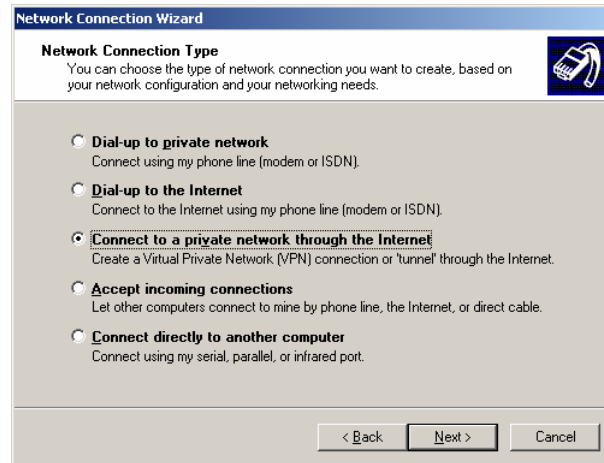 Network Connection Wizard
Network Connection Type
You can choose the type of network connection you want to create, based on
your network configuration and your networking needs.
Dial-up to private network
Connect using my phone line (modem or ISDN).
Dial-up to the Internet
Connect to the Internet using my phone line (modem or ISDN).
Connect to a private network through the Internet
Create a Virtual Private Network (VPN) connection or 'tunnel' through the Internet.
Accept incoming connections
Let other computers connect to mine by phone line, the Internet, or direct cable.
Connect directly to another computer
Connect using my serial, parallel, or infrared port.
< Back Next > Cancel